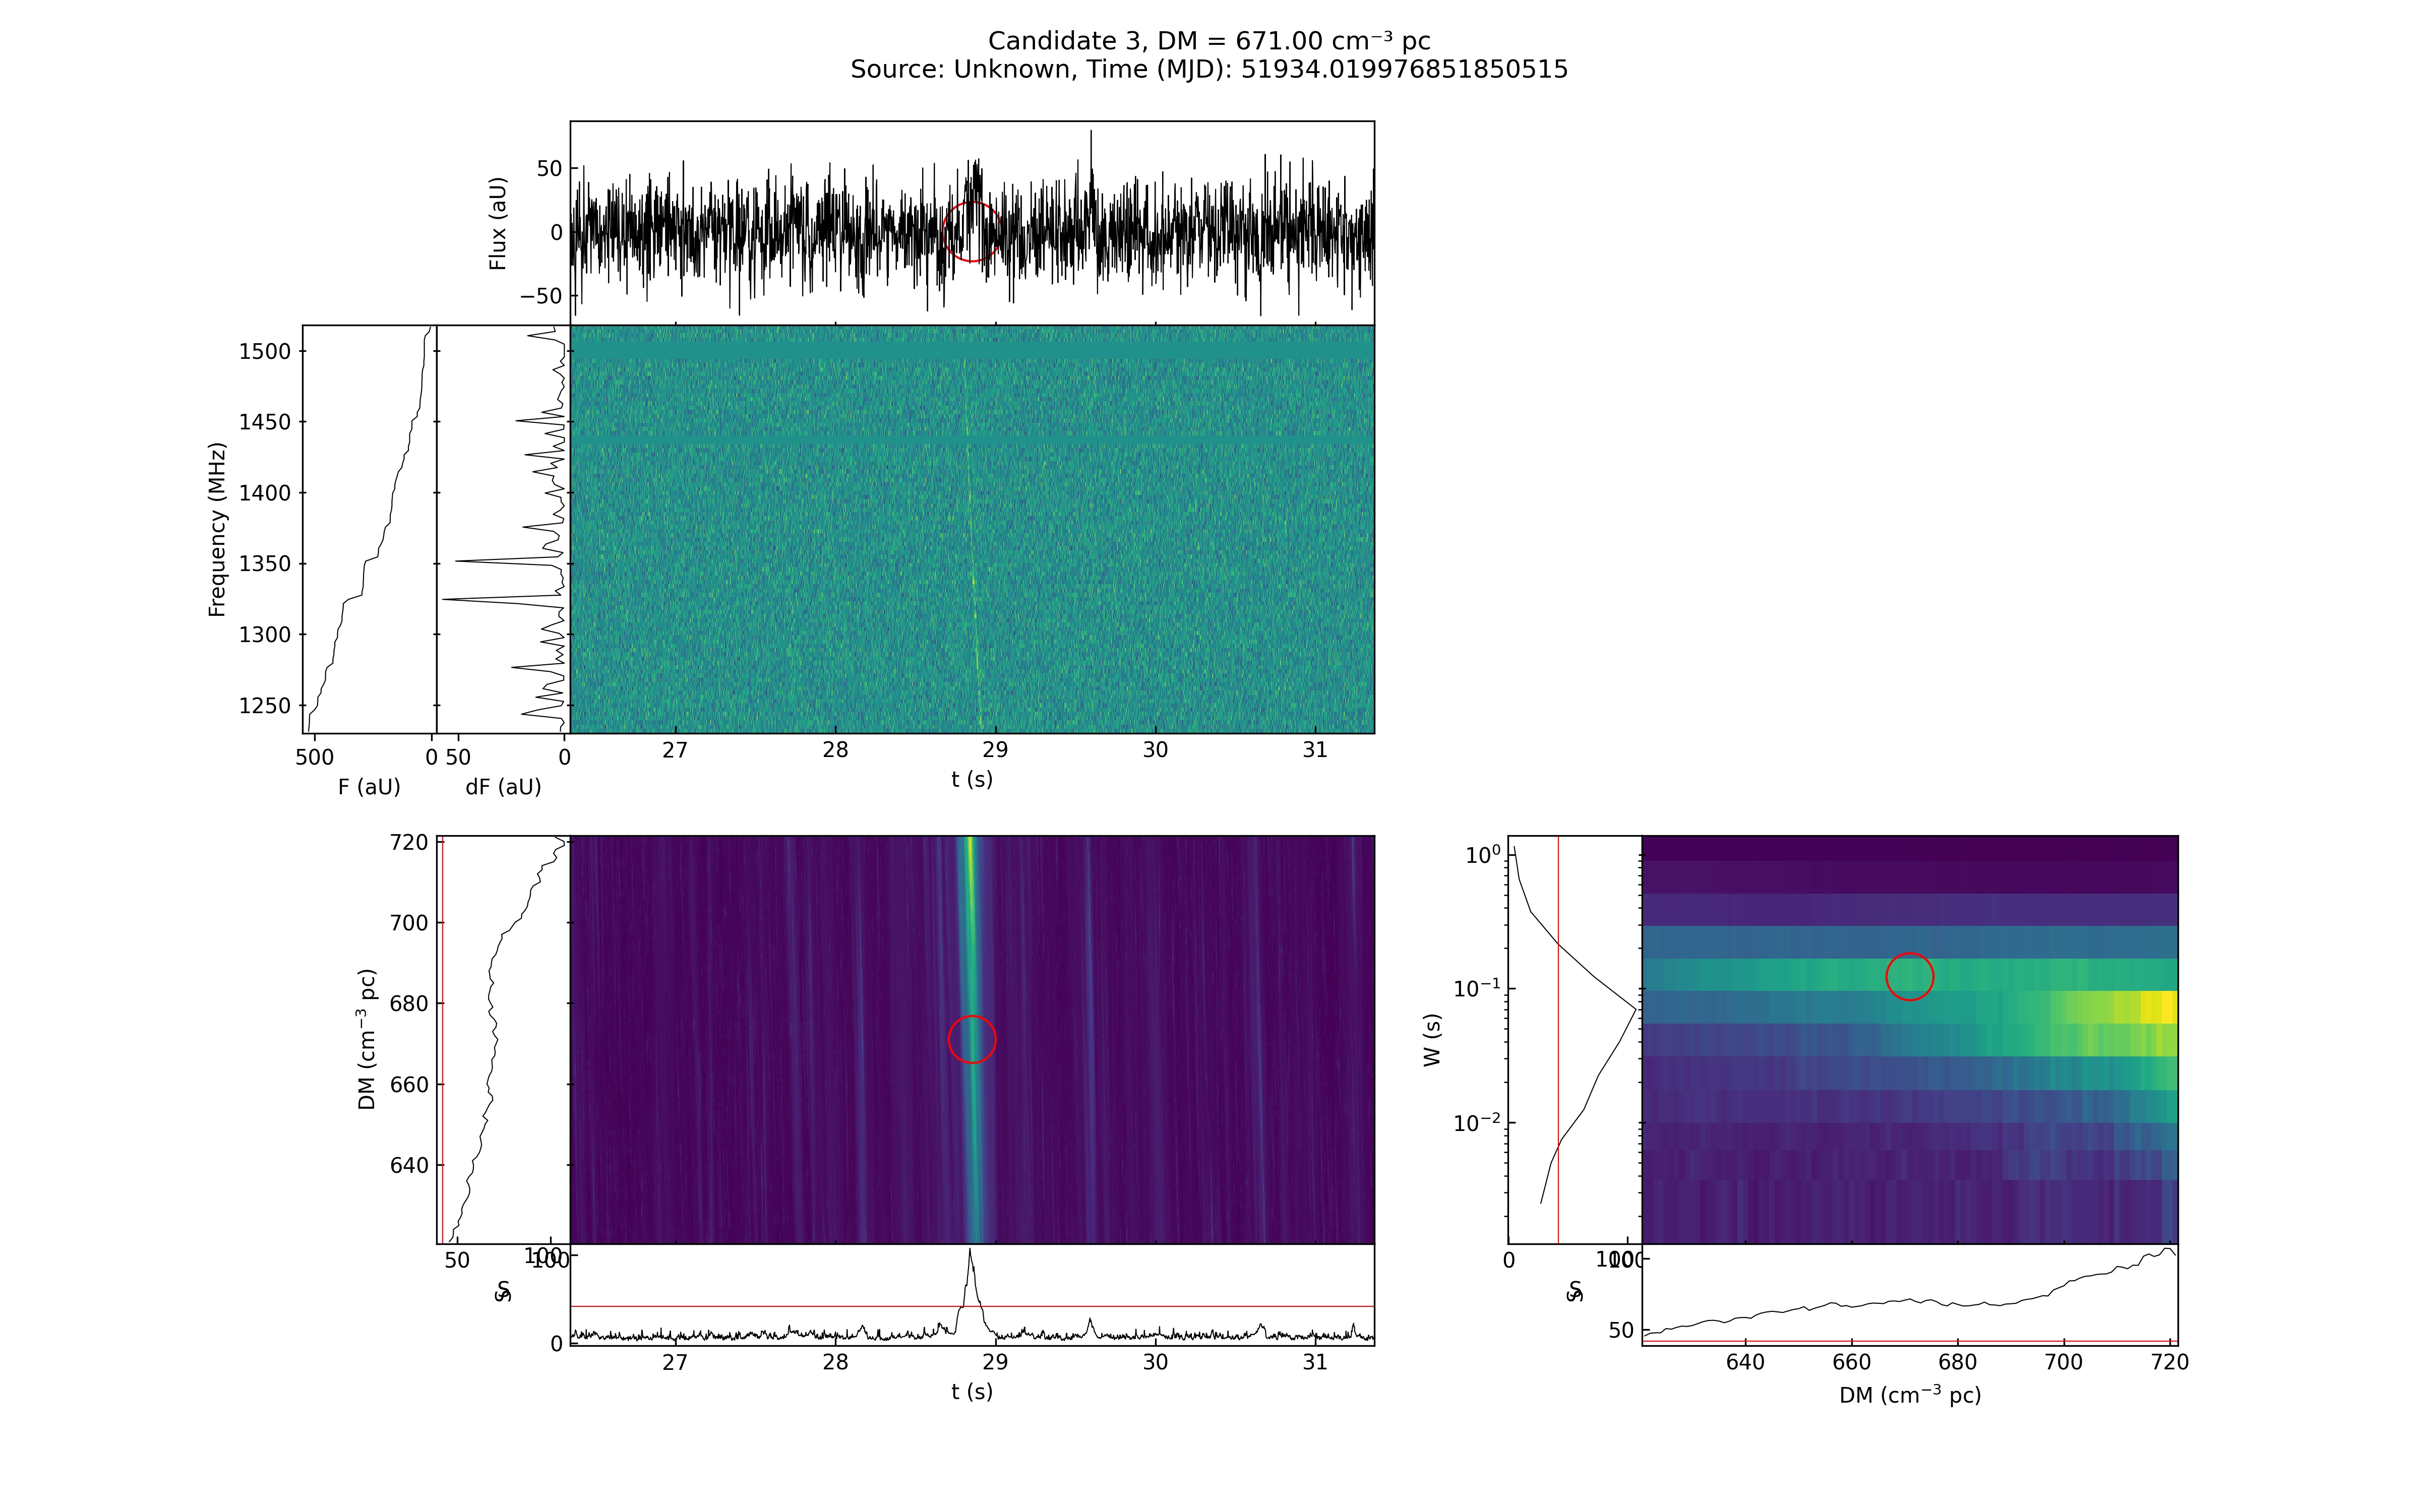 Candidate 3, DM = 671.00 cm⁻³ pc
Source: Unknown, Time (MJD): 51934.019976851850515
Flux (aU)
50
0
−50
Frequency (MHz)
1500
1450
1400
1350
1300
1250
500
0
50
0
F (aU)
dF (aU)
27
28
29
30
31
t (s)
DM (cm⁻³ pc)
720
700
680
660
640
50
100
S
100
0
S
27
28
29
30
31
t (s)
W (s)
10⁰
10⁻¹
10⁻²
0
100
S
100
50
S
640
660
680
700
720
DM (cm⁻³ pc)